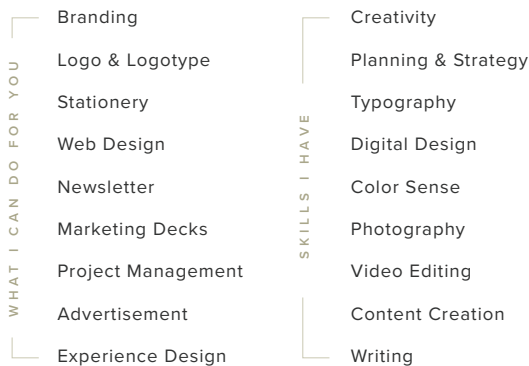 WHAT I CAN DO FOR YOU
Branding
Logo & Logotype
Stationery
Web Design
Newsletter
Marketing Decks
Project Management
Advertisement
Experience Design
SKILLS I HAVE
Creativity
Planning & Strategy
Typography
Digital Design
Color Sense
Photography
Video Editing
Content Creation
Writing